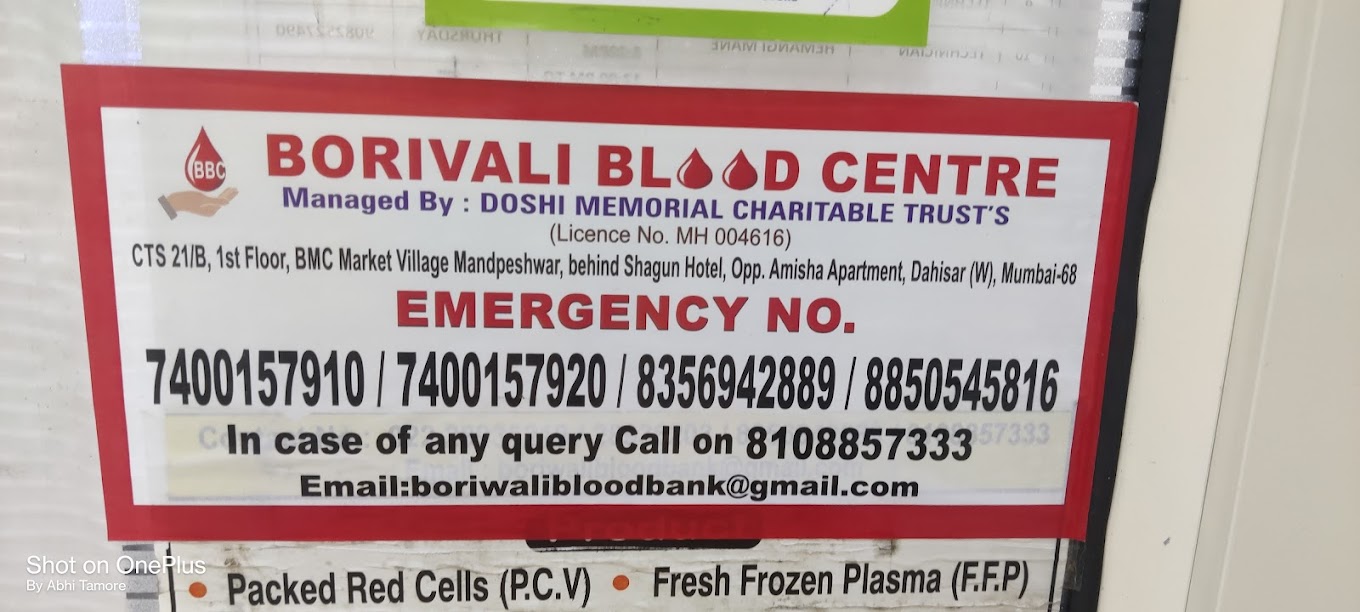 BBC
BORIVALI BLOOD CENTRE
Managed By : DOSHI MEMORIAL CHARITABLE TRUST'S
(Licence No. MH 004616)
CTS 21/B, 1st Floor, BMC Market Village Mandpeshwar, behind Shagun Hotel, Opp. Amisha Apartment, Dahisar (W), Mumbai-68
EMERGENCY NO.
7400157910 / 7400157920 / 8356942889 / 8850545816
In case of any query Call on 8108857333
Email:boriwalibloodbank@gmail.com
Product
• Packed Red Cells (P.C.V) • Fresh Frozen Plasma (F.F.P)
Shot on OnePlus
By Abhi Tamore